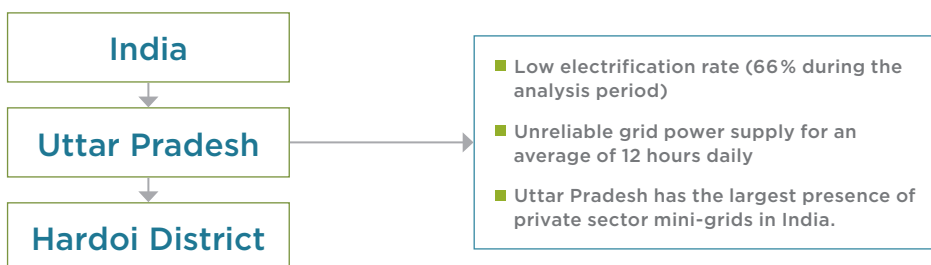 India
Uttar Pradesh
Hardoi District
Low electrification rate (66% during the
analysis period)
Unreliable grid power supply for an
average of 12 hours daily
Uttar Pradesh has the largest presence of
private sector mini-grids in India.